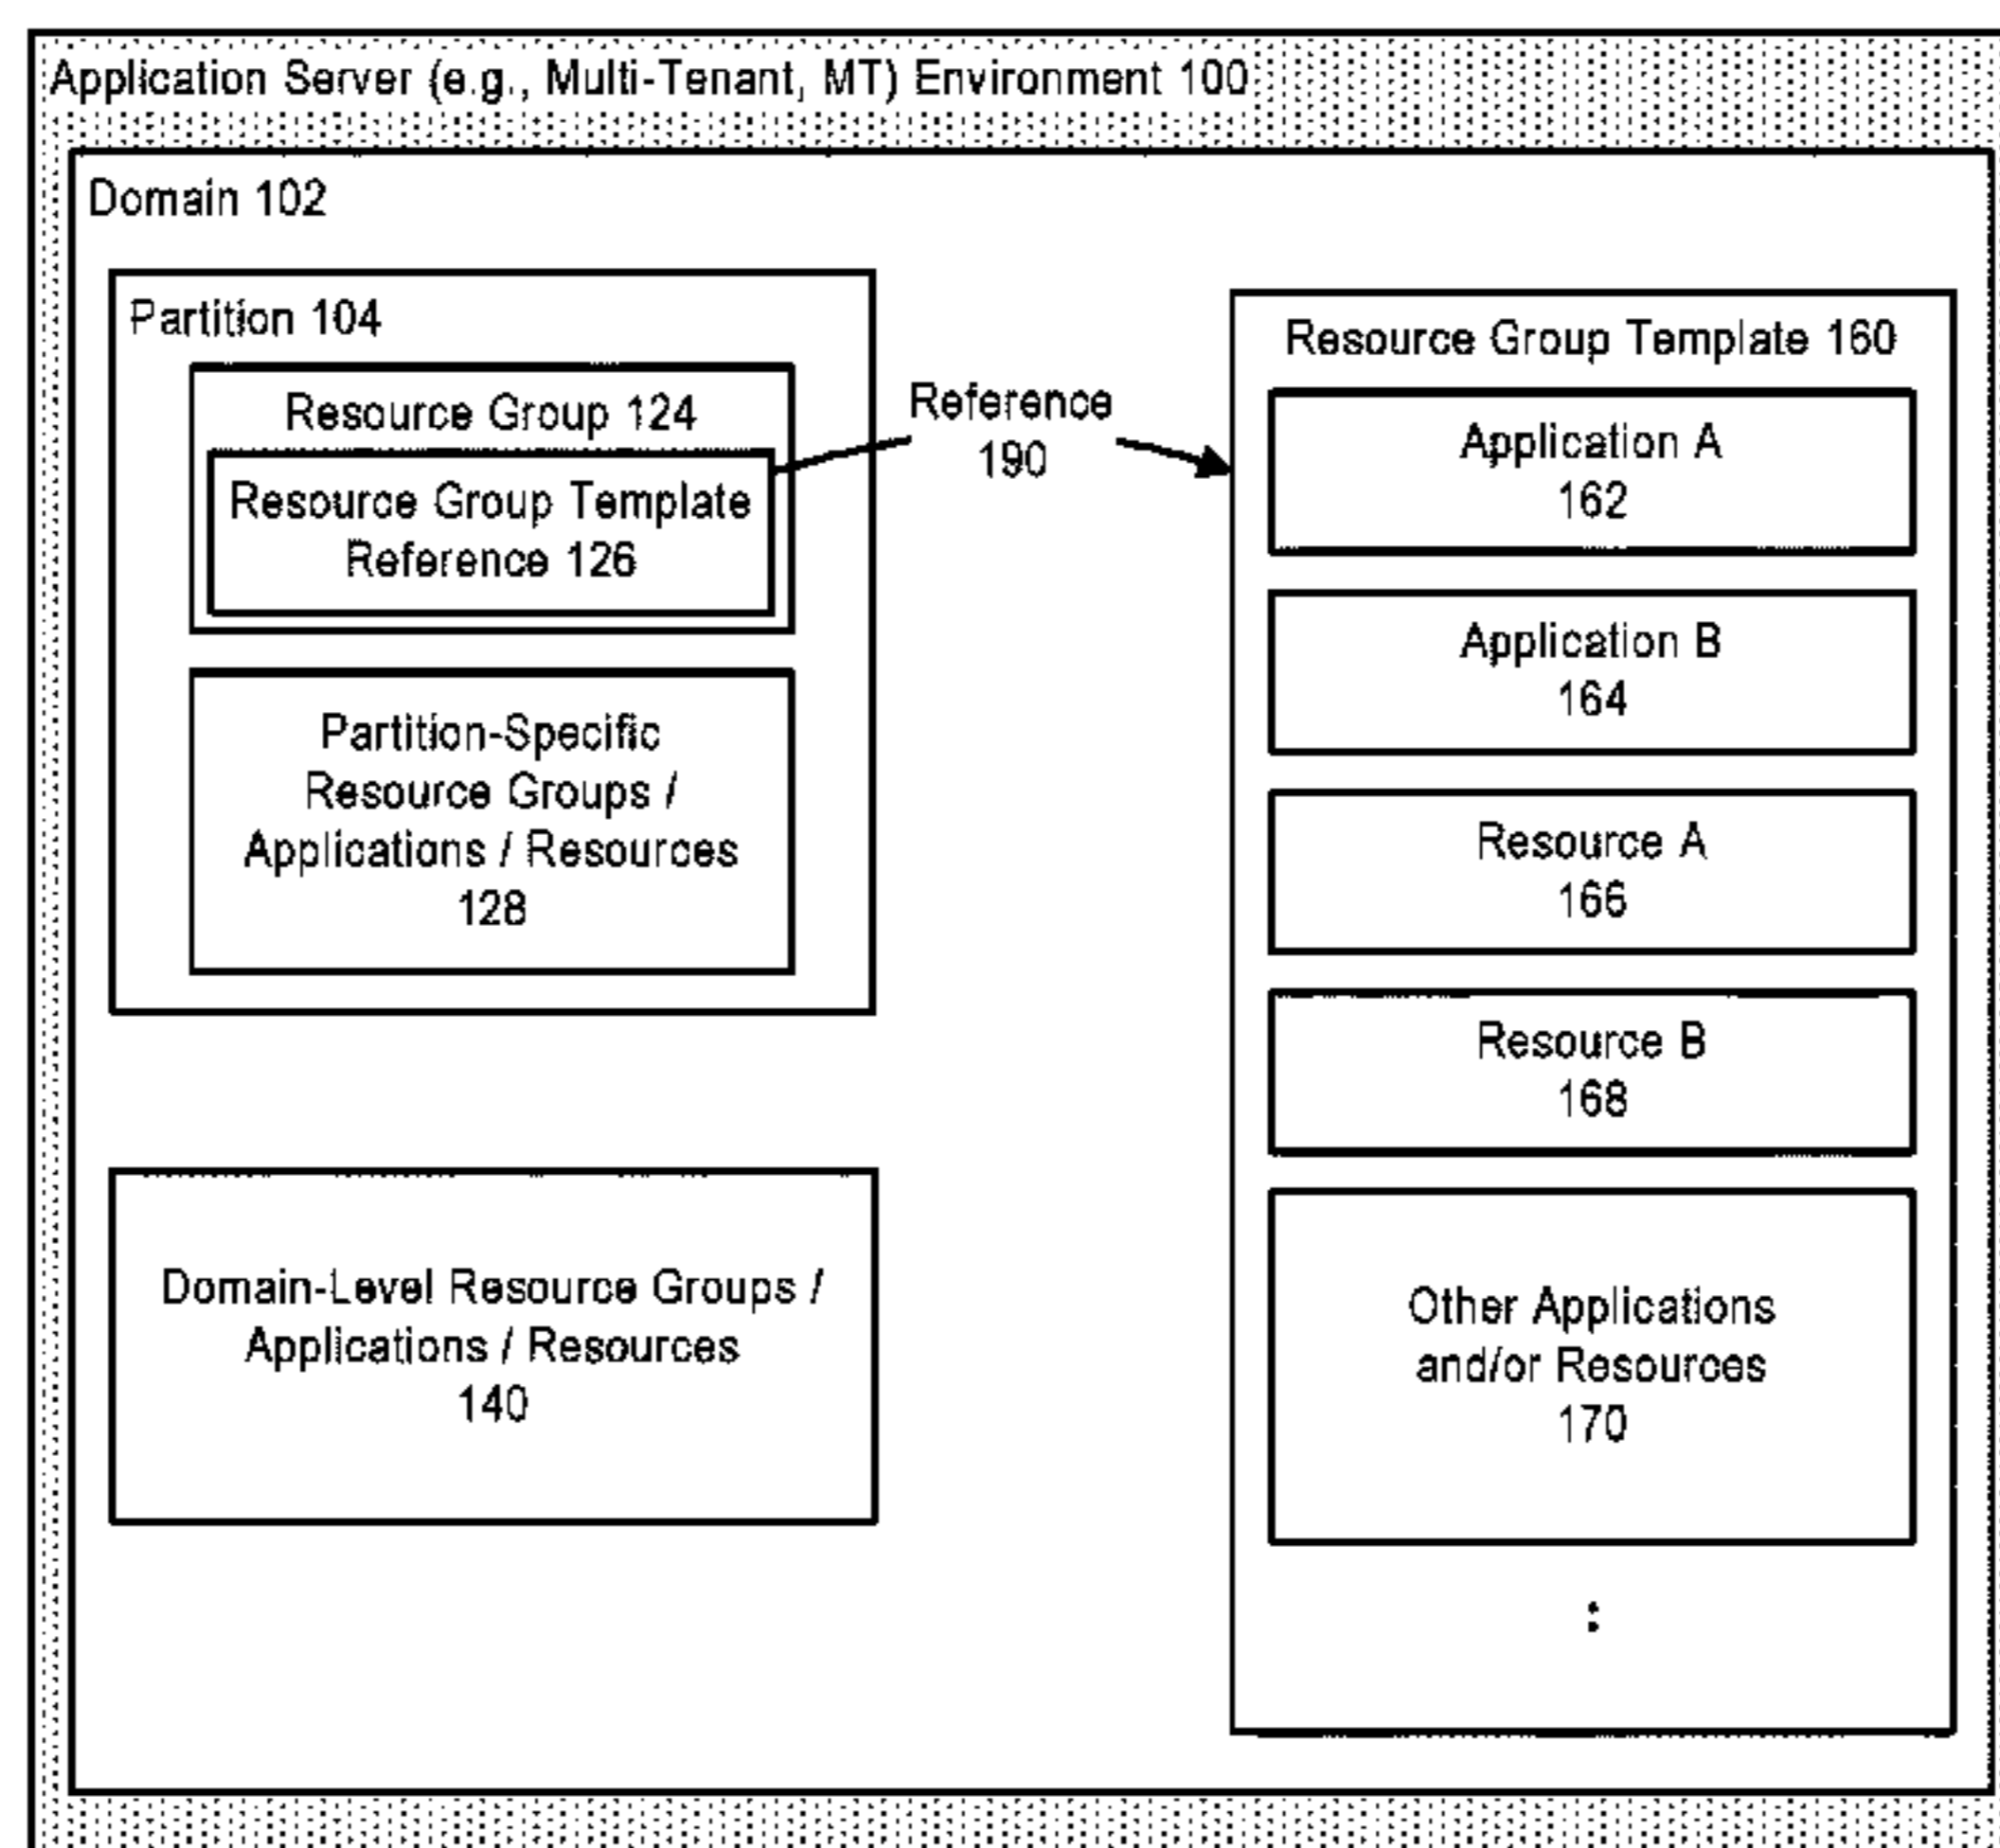 Application Server (e.g., Multi-Tenant, MT) Environment 100
Domain 102
Partition 104
Resource Group 124
Resource Group Template
Reference 126
Partition-Specific
Resource Groups /
Applications / Resources
128
Domain-Level Resource Groups /
Applications / Resources
140
Reference
190
Resource Group Template 160
Application A
162
Application B
164
Resource A
166
Resource B
168
Other Applications
and/or Resources
170
: